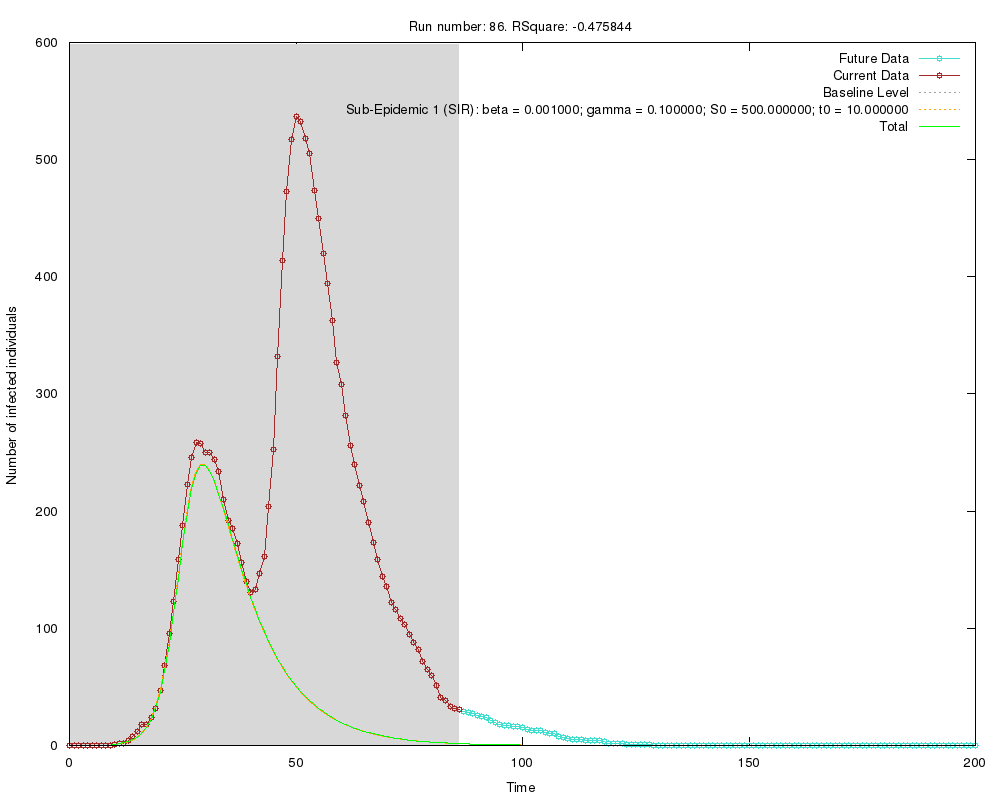 Run number: 86. RSquare: -0.475844
600
500
400
300
200
100
0
0
50
100
150
200
Number of infected individuals
Time
Future Data
Current Data
Baseline Level
Sub-Epidemic 1 (SIR): beta = 0.001000; gamma = 0.100000; S0 = 500.000000; t0 = 10.000000
Total